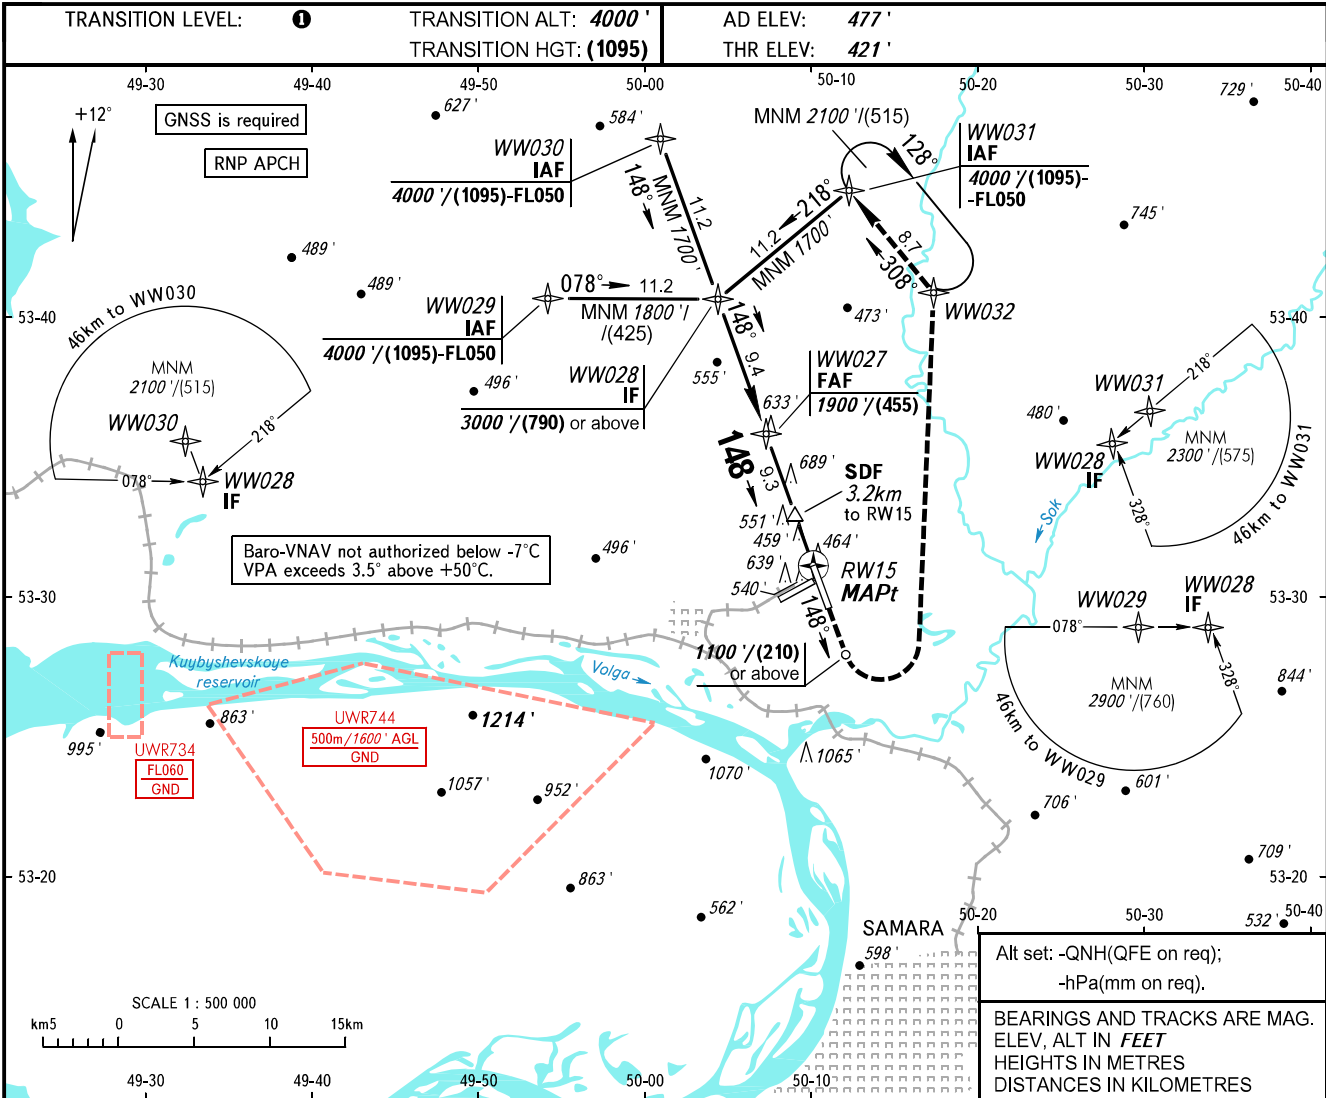 TRANSITION LEVEL: 1
TRANSITION ALT: 4000 '
TRANSITION HGT: (1095)
AD ELEV: 477 '
THR ELEV: 421 '
49-30
49-40
49-50
50-00
50-10
50-20
50-30
50-40
+12°
GNSS is required
RNP APCH
627 '
584 '
729 '
745 '
489 '
489 '
473 '
496 '
555 '
480 '
WW030
IAF
4000 '/(1095)-FL050
148°
11.2
MNM 1700'
MNM 2100 '/(515)
128°
WW031
IAF
4000 '/(1095)-
-FL050
218°
11.2
MNM 1700'
8.7
308°
WW032
078°
11.2
MNM 1800 '/
/(425)
WW029
IAF
4000 '/(1095)-FL050
148°
9.4
WW028
IF
3000 '/(790) or above
WW027
FAF
1900 '/(455)
633 '
148
9.3
689 '
SDF
3.2km
to RW15
551 '
459 '
464 '
639 '
540 '
RW15
MAPt
148°
1100 '/(210)
or above
53-40
53-40
46km to WW030
MNM
2100 '/(515)
WW030
218°
078°
WW028
IF
WW031
218°
MNM
2300 '/(575)
WW028
IF
328°
46km to WW031
Sok
Baro-VNAV not authorized below -7°C
VPA exceeds 3.5° above +50°C.
496 '
53-30
53-30
WW029
WW028
IF
078°
328°
MNM
2900 '/(760)
46km to WW029
844 '
601 '
706 '
709 '
532 '
Kuybyshevskoye
reservoir
Volga
995 '
863 '
UWR734
FL060
GND
UWR744
500m/1600 ' AGL
GND
1214 '
1057 '
952 '
1070 '
1065 '
863 '
562 '
53-20
53-20
SAMARA
598 '
50-20
50-30
50-40
SCALE 1 : 500 000
km5
0
5
10
15km
49-30
49-40
49-50
50-00
50-10
Alt set: -QNH(QFE on req);
-hPa(mm on req).
BEARINGS AND TRACKS ARE MAG.
ELEV, ALT IN FEET
HEIGHTS IN METRES
DISTANCES IN KILOMETRES